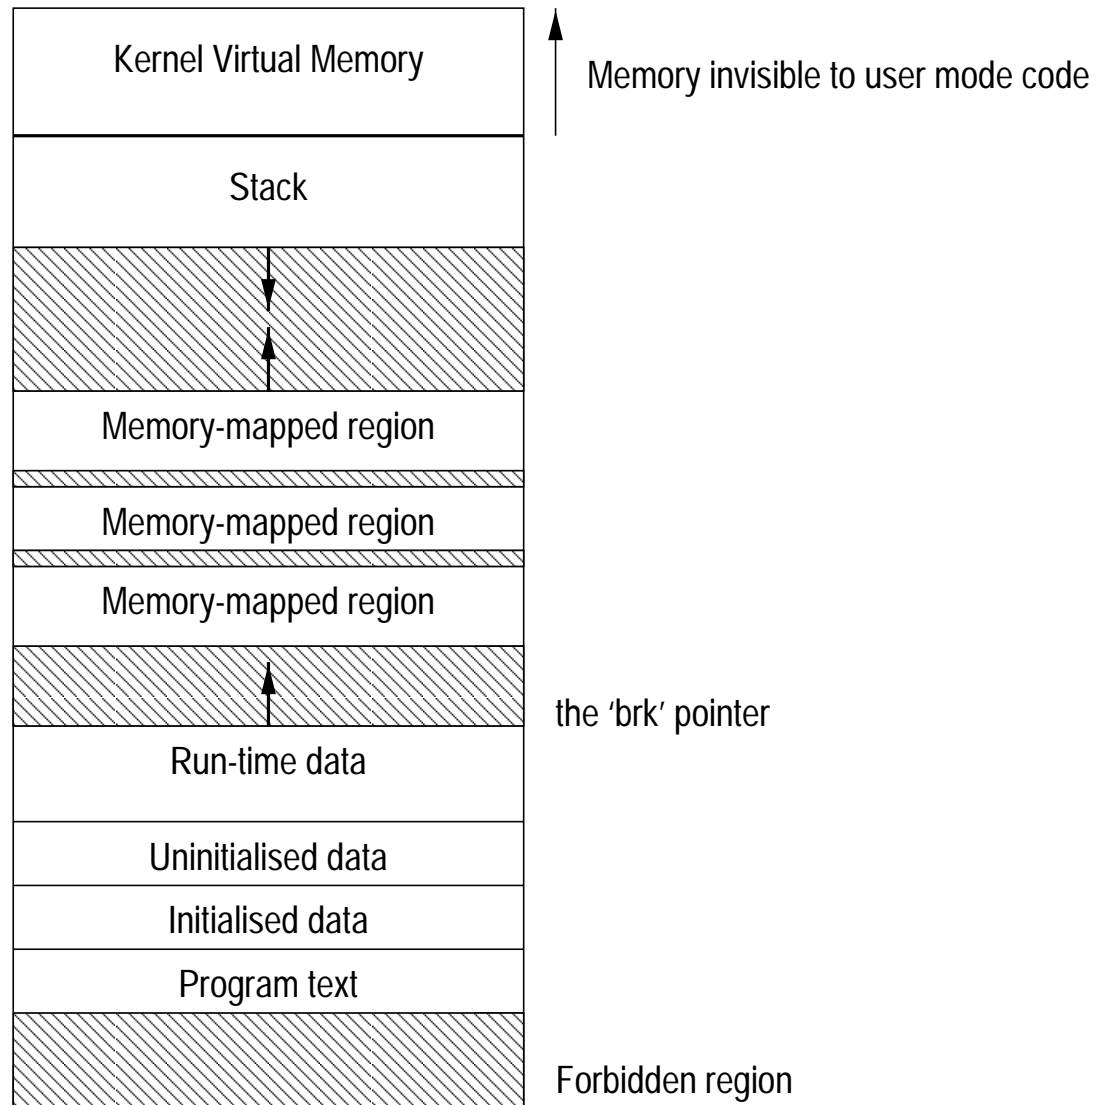 Kernel Virtual Memory
Memory invisible to user mode code
Stack
Memory-mapped region
Memory-mapped region
Memory-mapped region
the ‘brk’ pointer
Run-time data
Uninitialised data
Initialised data
Program text
Forbidden region